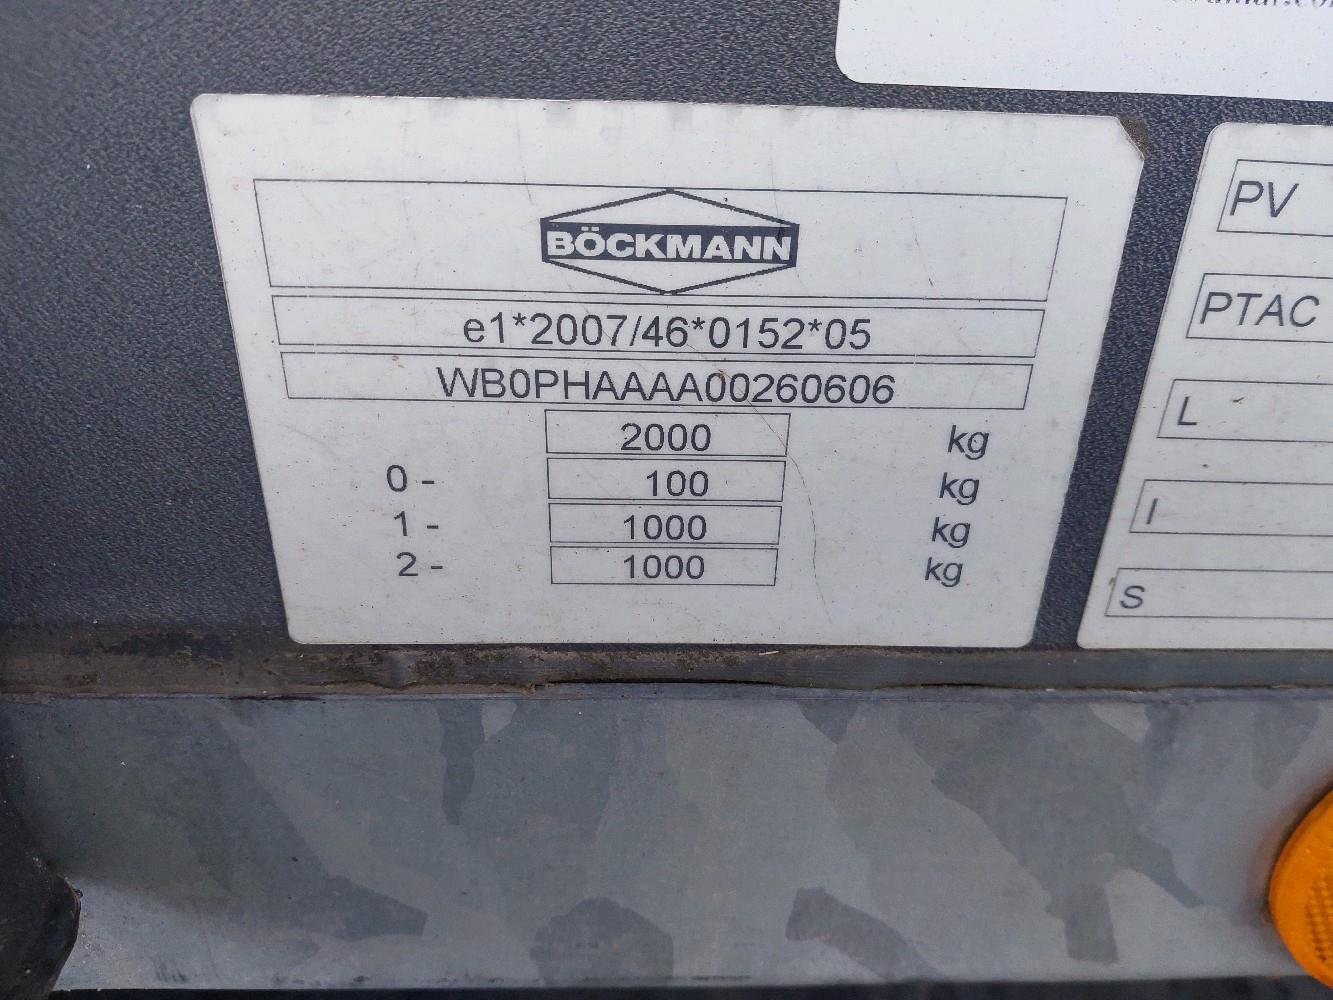 BÖCKMANN
e1*2007/46*0152*05
WB0PHAAAA00260606
2000 kg
0 - 100 kg
1 - 1000 kg
2 - 1000 kg
PV
PTAC
L
I
S